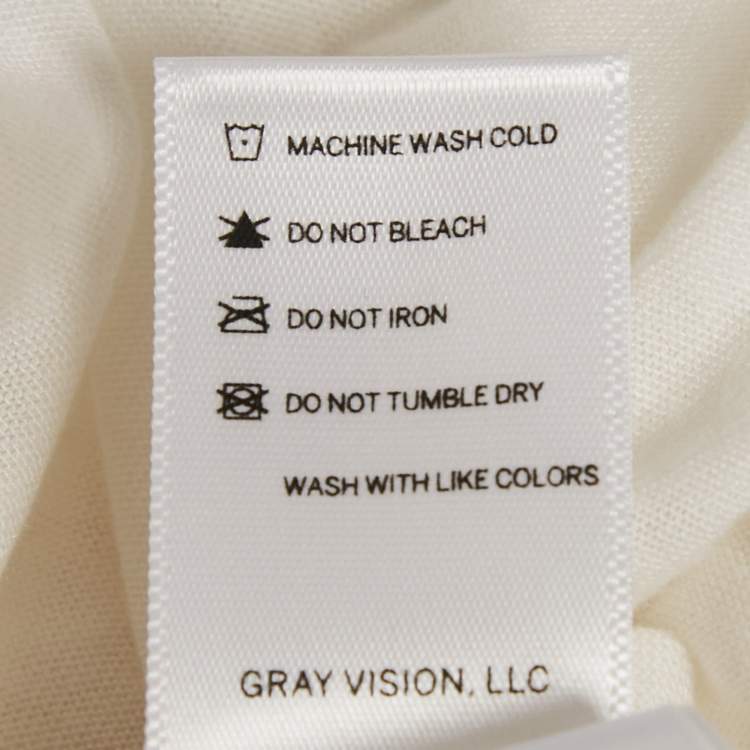 MACHINE WASH COLD
DO NOT BLEACH
DO NOT IRON
DO NOT TUMBLE DRY
WASH WITH LIKE COLORS
GRAY VISION, LLC